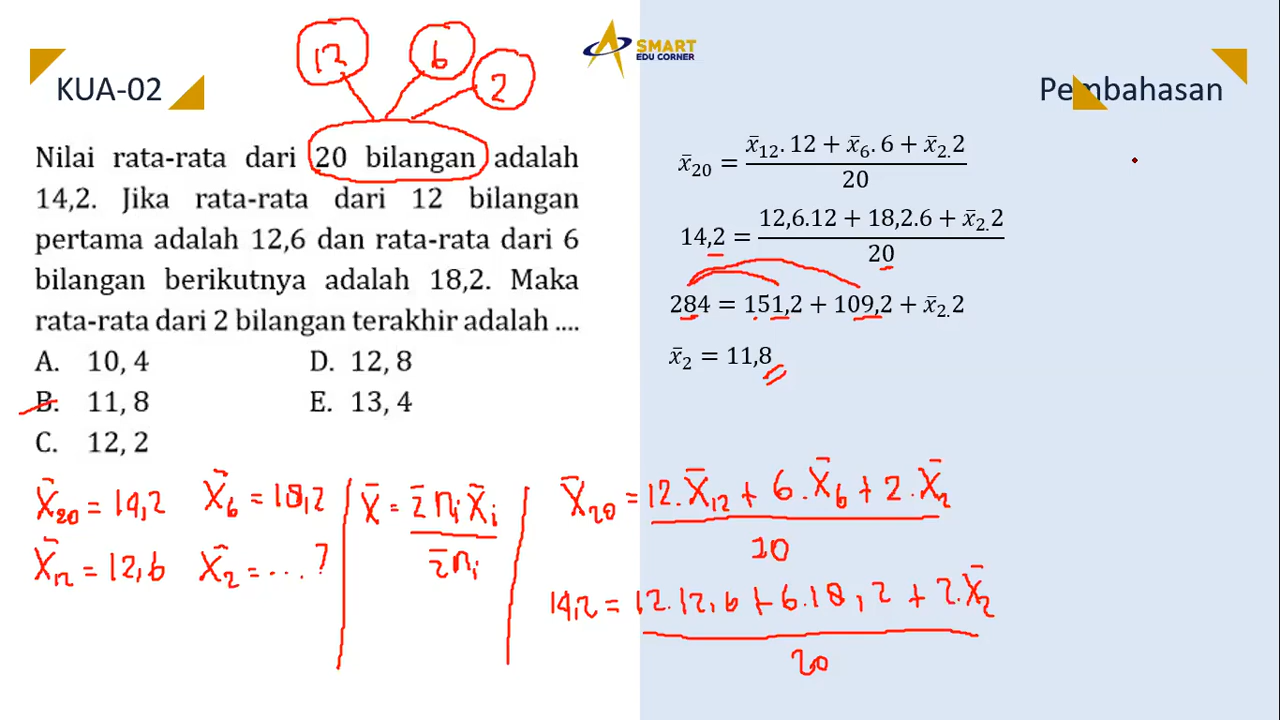 12 6 2
SMART
EDU CORNER
KUA-02
Nilai rata-rata dari 20 bilangan adalah
14,2. Jika rata-rata dari 12 bilangan
pertama adalah 12,6 dan rata-rata dari 6
bilangan berikutnya adalah 18,2. Maka
rata-rata dari 2 bilangan terakhir adalah ....
A. 10, 4 D. 12, 8
B. 11, 8 E. 13, 4
C. 12, 2
X̄20 = 14,2 X̄6 = 18,2
X̄12 = 12,6 X̄2 = ... ?
X̄ = Σni X̄i
Σni
Pembahasan
x̄20 = x̄12. 12 + x̄6. 6 + x̄2. 2
20
14,2 = 12,6.12 + 18,2.6 + x̄2. 2
20
284 = 151,2 + 109,2 + x̄2. 2
x̄2 = 11,8
X̄20 = 12.X̄12 + 6.X̄6 + 2.X̄2
20
14,2 = 12.12,6 + 6.18,2 + 2.X̄2
20